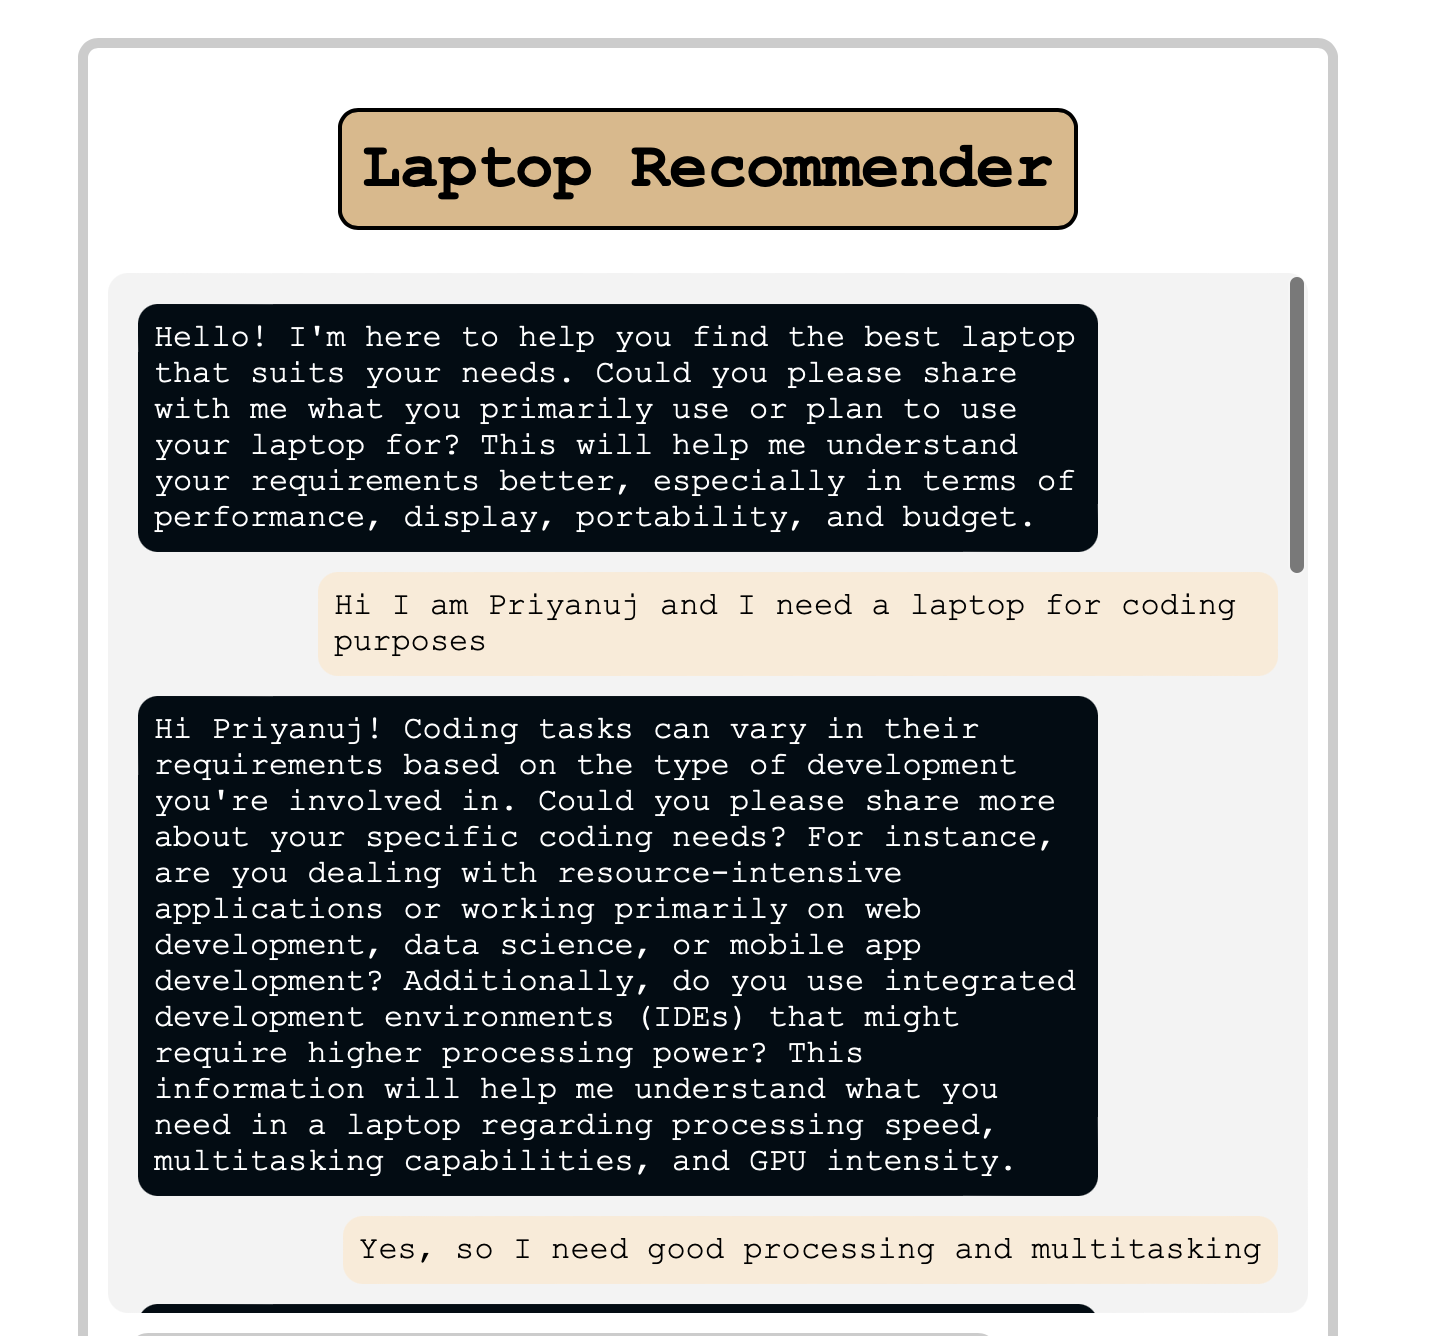 Laptop Recommender
Hello! I'm here to help you find the best laptop
that suits your needs. Could you please share
with me what you primarily use or plan to use
your laptop for? This will help me understand
your requirements better, especially in terms of
performance, display, portability, and budget.
Hi I am Priyanuj and I need a laptop for coding
purposes
Hi Priyanuj! Coding tasks can vary in their
requirements based on the type of development
you're involved in. Could you please share more
about your specific coding needs? For instance,
are you dealing with resource-intensive
applications or working primarily on web
development, data science, or mobile app
development? Additionally, do you use integrated
development environments (IDEs) that might
require higher processing power? This
information will help me understand what you
need in a laptop regarding processing speed,
multitasking capabilities, and GPU intensity.
Yes, so I need good processing and multitasking